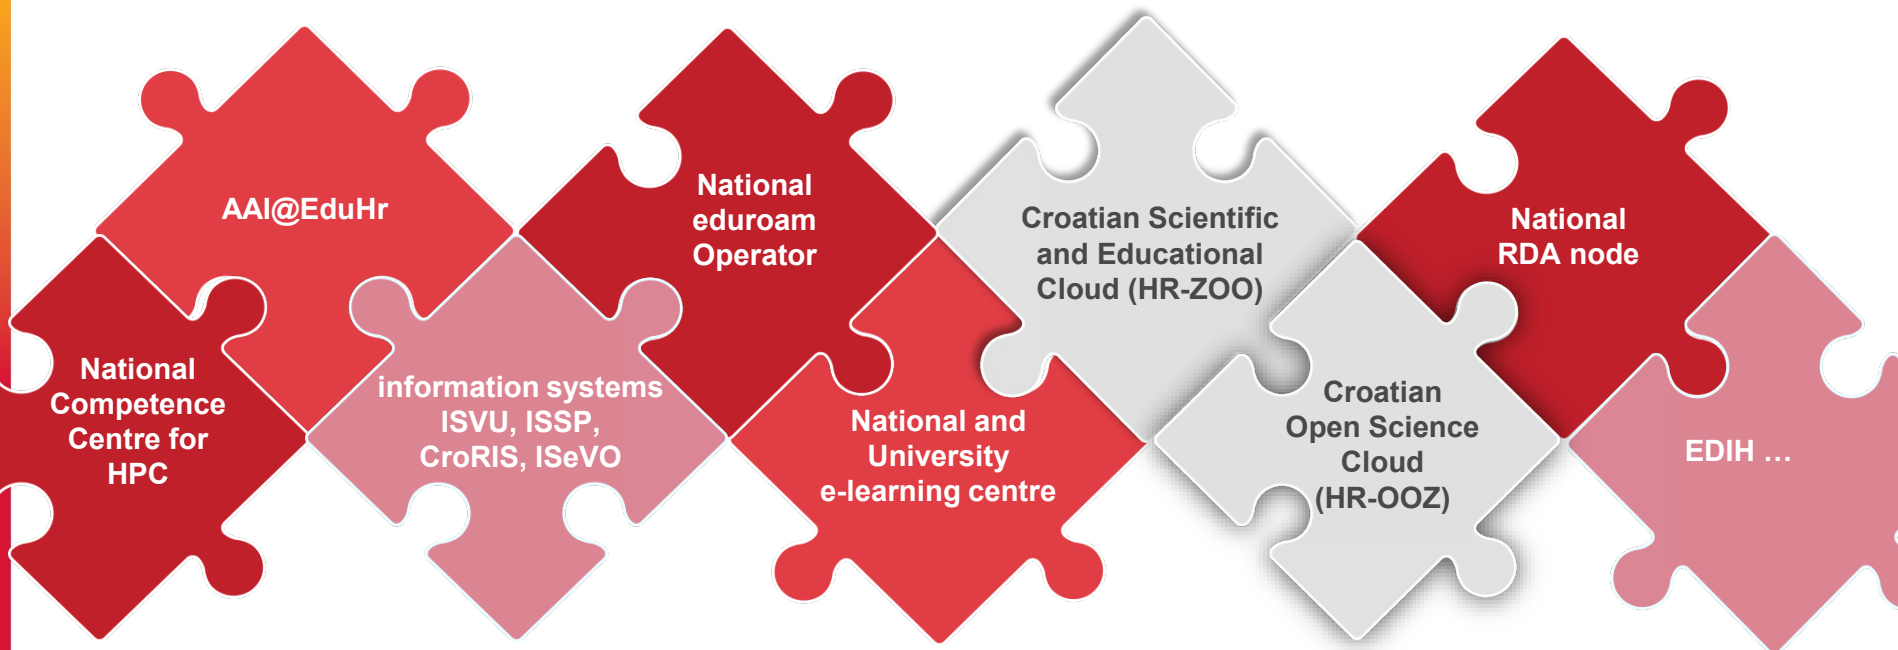 AAI@EduHr
National
eduroam
Operator
Croatian Scientific
and Educational
Cloud (HR-ZOO)
National
RDA node
National
Competence
Centre for
HPC
information systems
ISVU, ISSP,
CroRIS, ISeVO
National and
University
e-learning centre
Croatian
Open Science
Cloud
(HR-OOZ)
EDIH ...